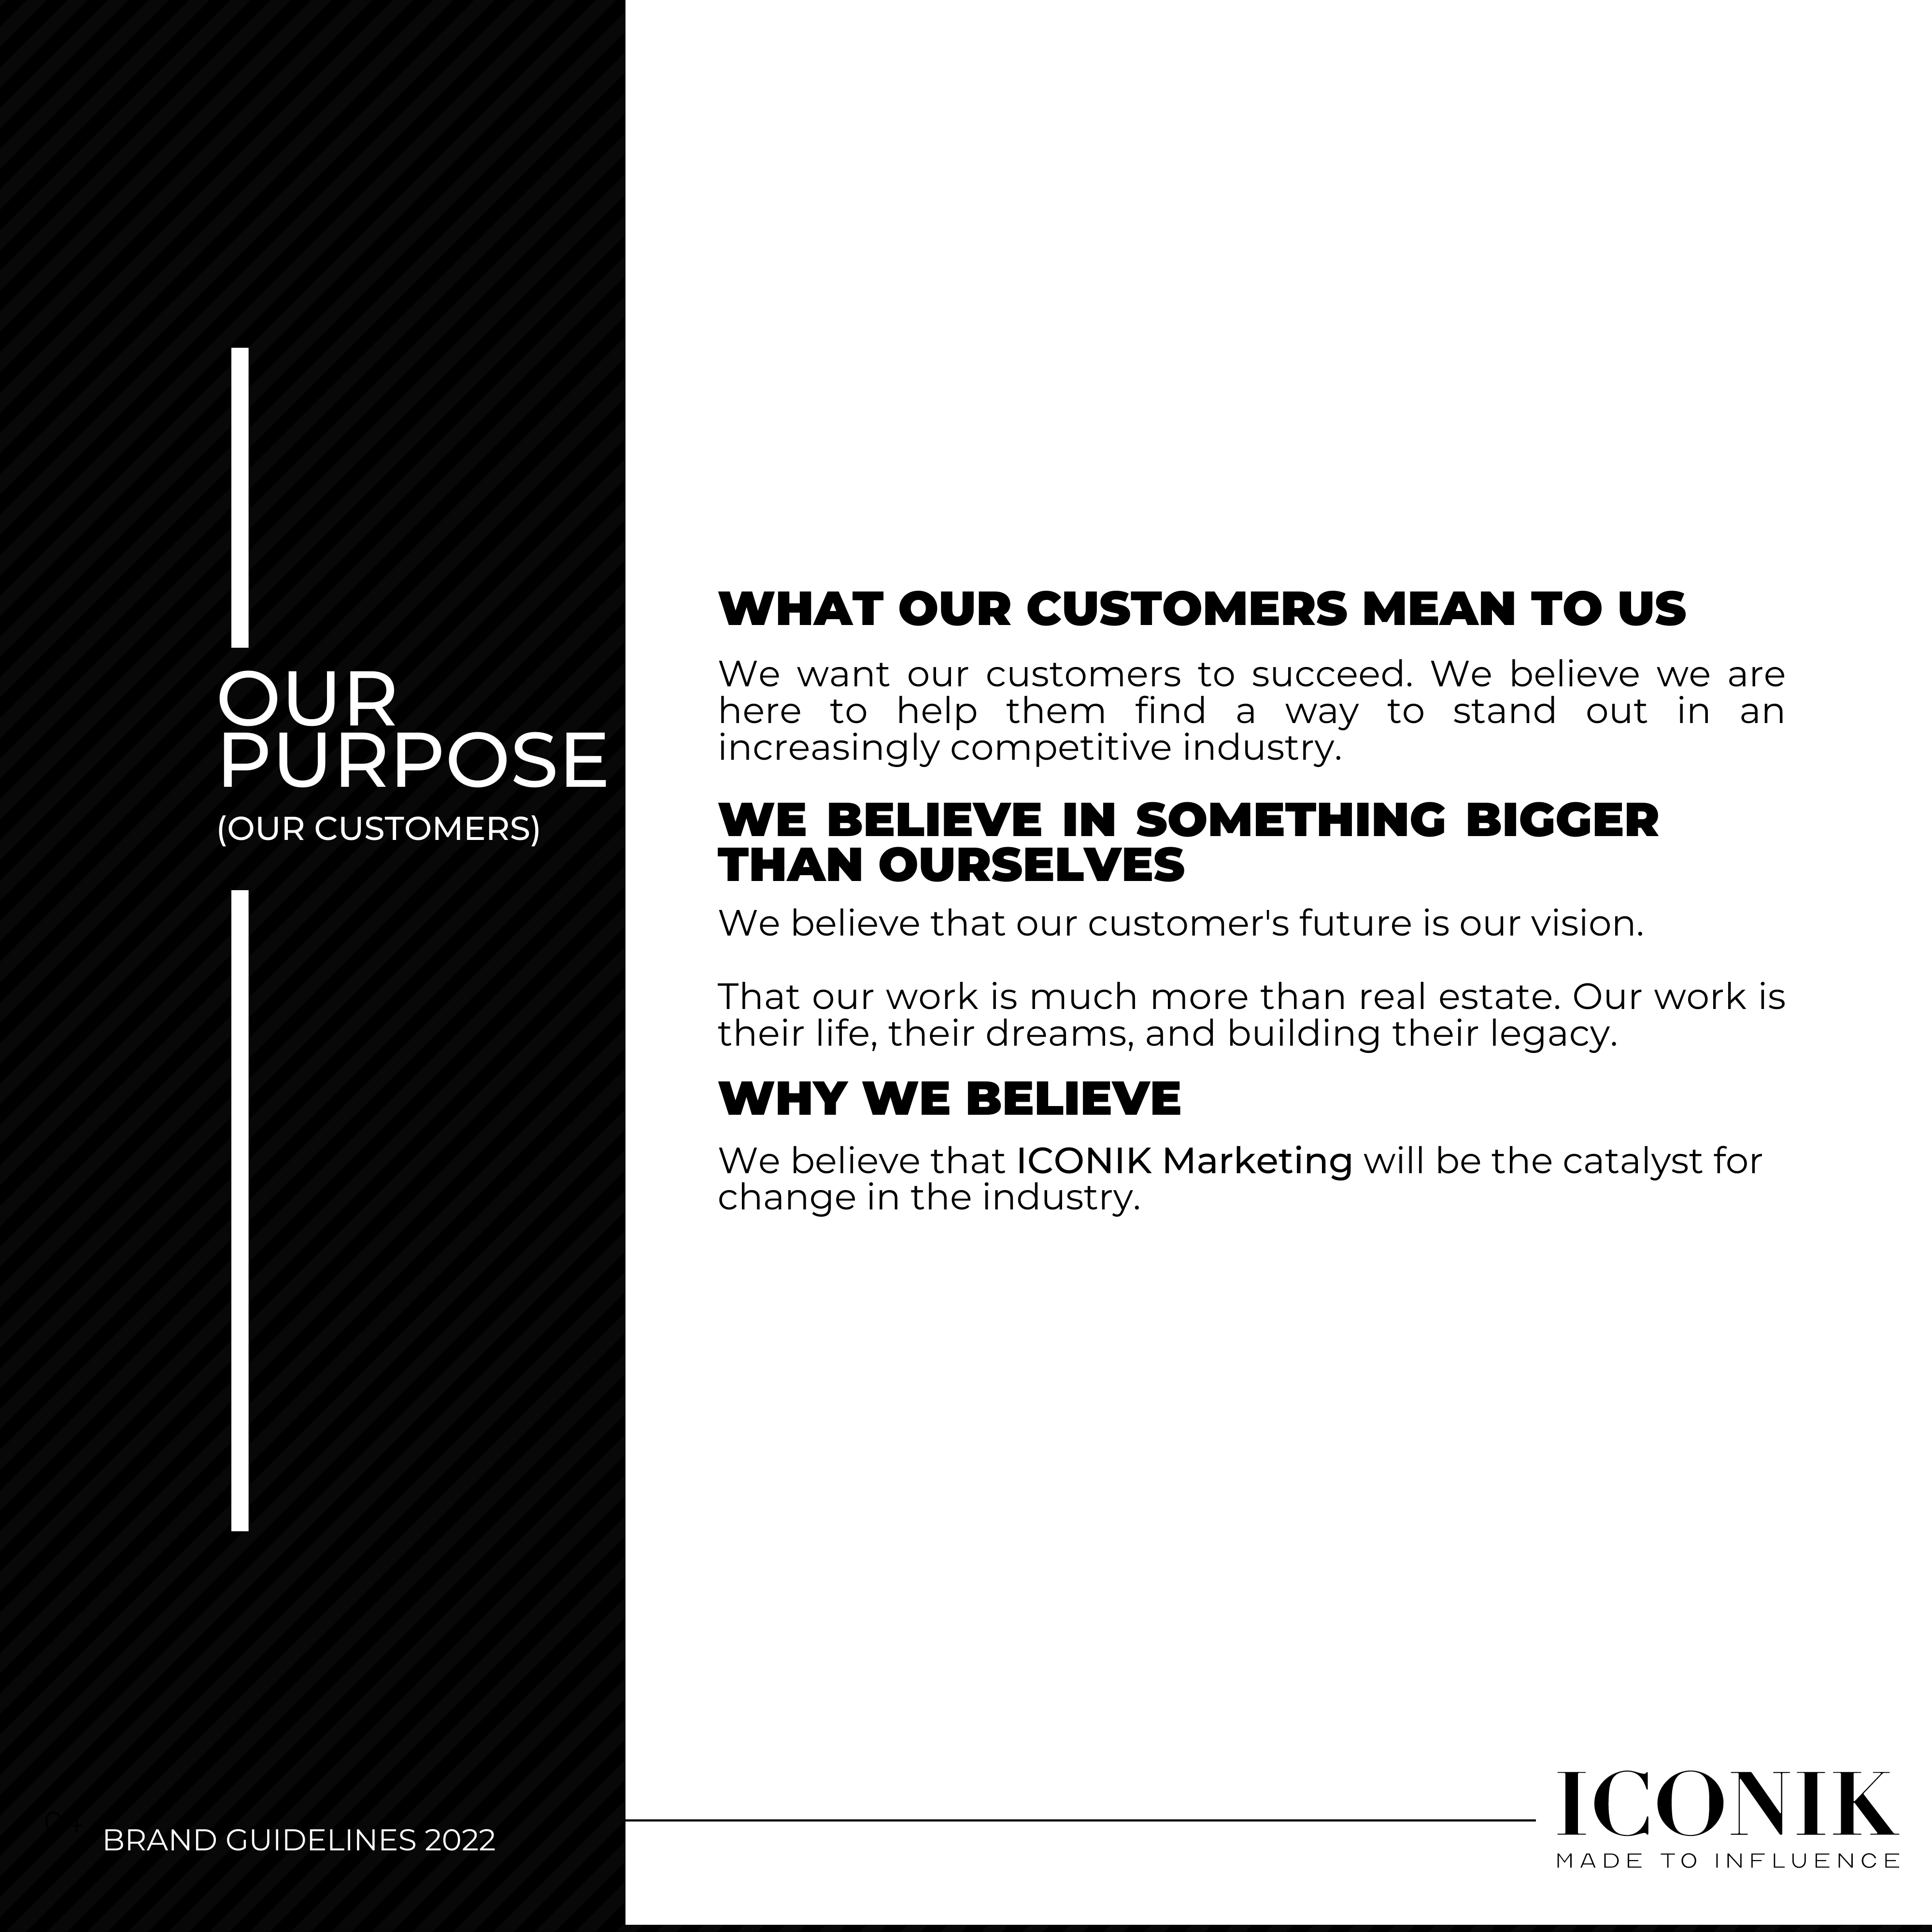 OUR
PURPOSE
(OUR CUSTOMERS)
WHAT OUR CUSTOMERS MEAN TO US
We want our customers to succeed. We believe we are
here to help them find a way to stand out in an
increasingly competitive industry.
WE BELIEVE IN SOMETHING BIGGER
THAN OURSELVES
We believe that our customer's future is our vision.
That our work is much more than real estate. Our work is
their life, their dreams, and building their legacy.
WHY WE BELIEVE
We believe that ICONIK Marketing will be the catalyst for
change in the industry.
BRAND GUIDELINES 2022
ICONIK
MADE TO INFLUENCE